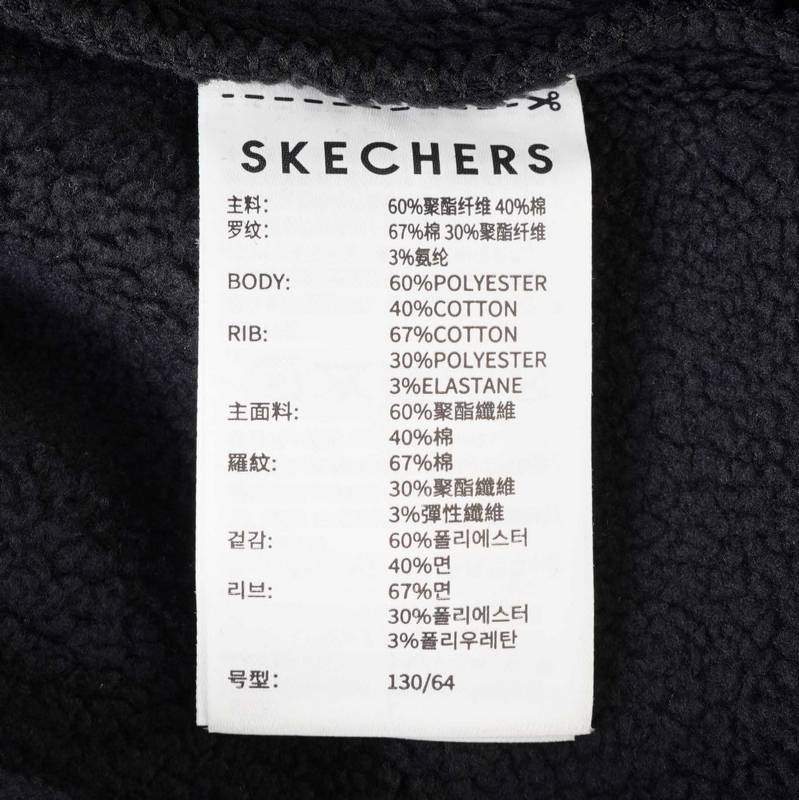 SKECHERS
主料: 60%聚酯纤维 40%棉
罗纹: 67%棉 30%聚酯纤维
3%氨纶
BODY: 60%POLYESTER
40%COTTON
RIB: 67%COTTON
30%POLYESTER
3%ELASTANE
主面料: 60%聚酯纖維
40%棉
羅紋: 67%棉
30%聚酯纖維
3%彈性纖維
겉감: 60%폴리에스터
40%면
리브: 67%면
30%폴리에스터
3%폴리우레탄
号型: 130/64